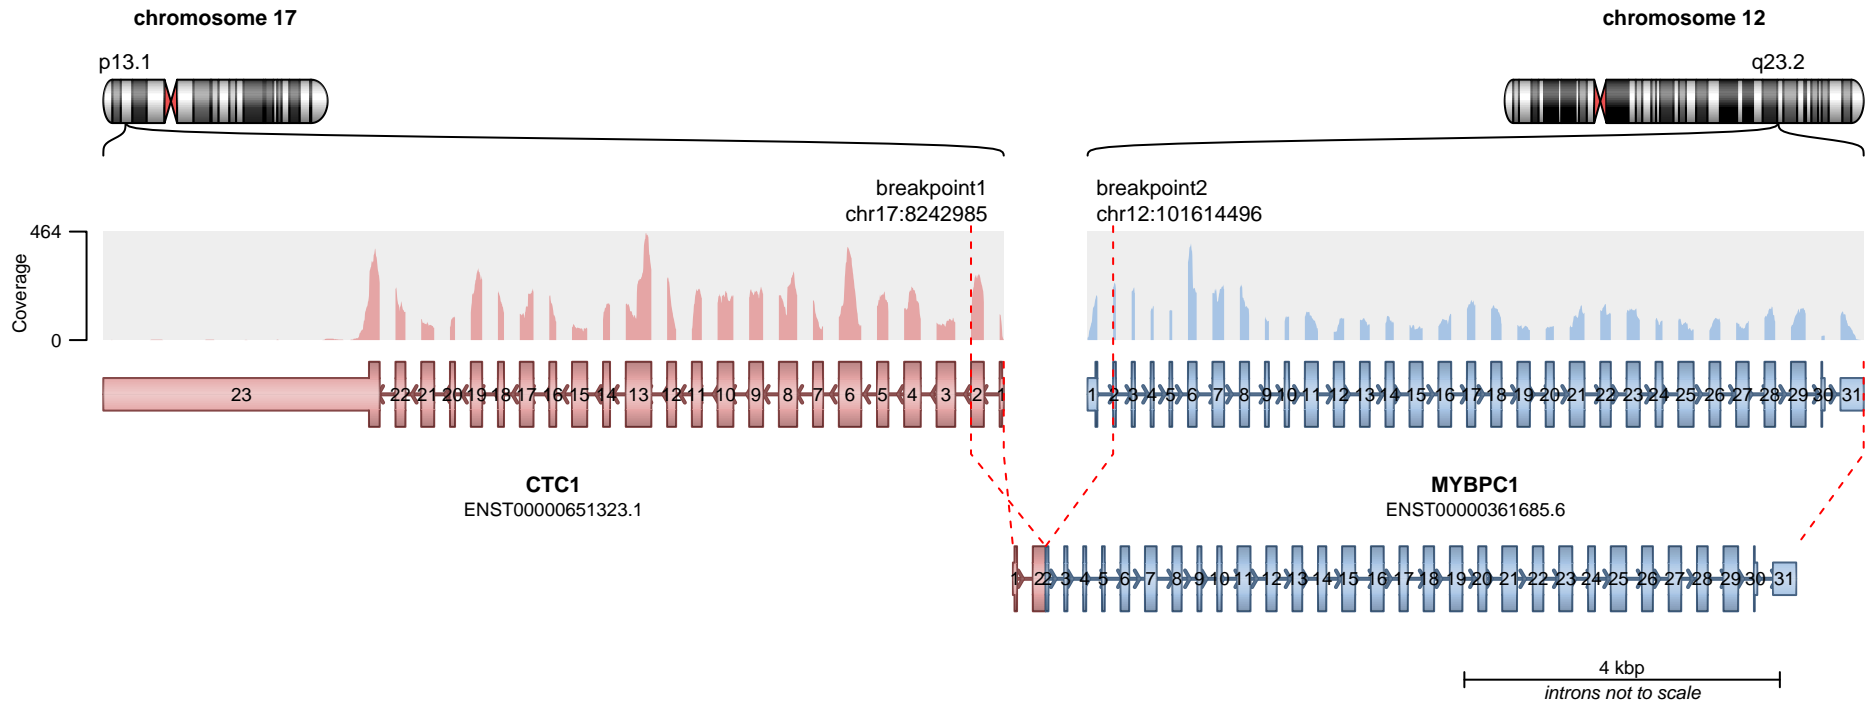 chromosome 17
chromosome 12
p13.1
q23.2
breakpoint1
chr17:8242985
breakpoint2
chr12:101614496
464
0
Coverage
23 22 21 20 19 18 17 16 15 14 13 12 11 10 9 8 7 6 5 4 3 2 1
1 2 3 4 5 6 7 8 9 10 11 12 13 14 15 16 17 18 19 20 21 22 23 24 25 26 27 28 29 30 31
CTC1
ENST00000651323.1
MYBPC1
ENST00000361685.6
1 2 2 3 4 5 6 7 8 9 10 11 12 13 14 15 16 17 18 19 20 21 22 23 24 25 26 27 28 29 30 31
4 kbp
introns not to scale